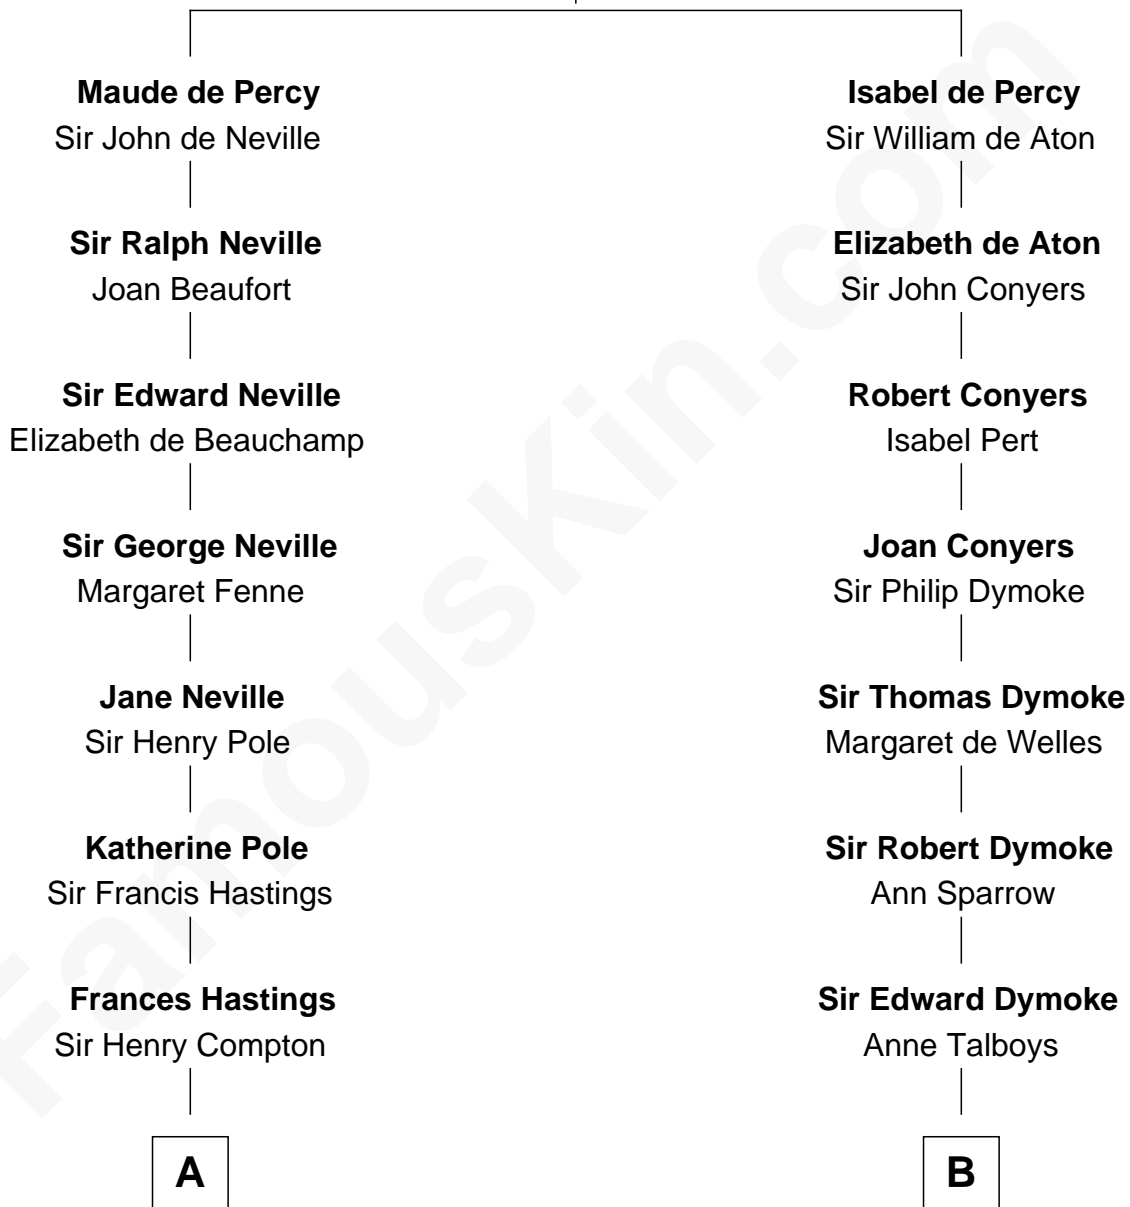 Maude de Percy
Sir John de Neville
Isabel de Percy
Sir William de Aton
Sir Ralph Neville
Joan Beaufort
Elizabeth de Aton
Sir John Conyers
Sir Edward Neville
Elizabeth de Beauchamp
Robert Conyers
Isabel Pert
Sir George Neville
Margaret Fenne
Joan Conyers
Sir Philip Dymoke
Jane Neville
Sir Henry Pole
Sir Thomas Dymoke
Margaret de Welles
Katherine Pole
Sir Francis Hastings
Sir Robert Dymoke
Ann Sparrow
Frances Hastings
Sir Henry Compton
Sir Edward Dymoke
Anne Talboys
A
B
FamousKin.com